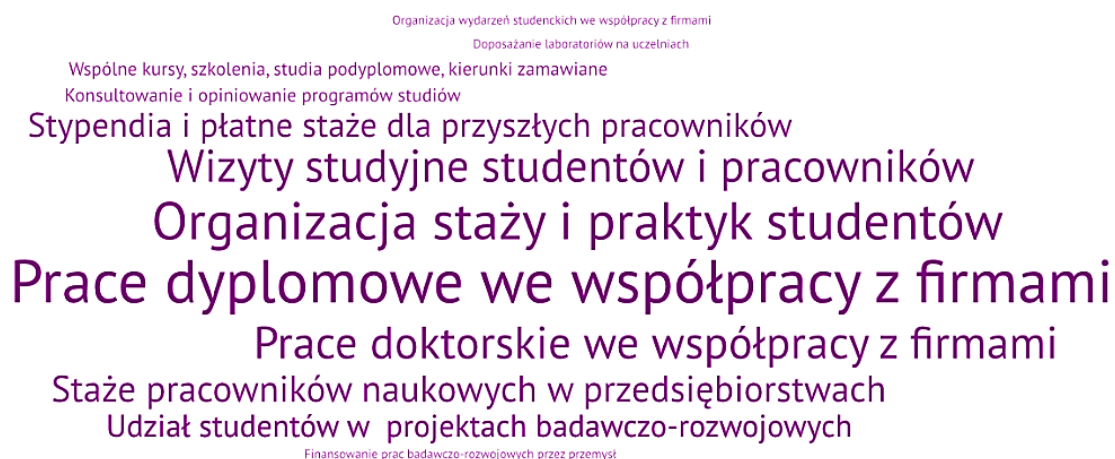 Organizacja wydarzeń studenckich we współpracy z firmami
Doposażanie laboratoriów na uczelniach
Wspólne kursy, szkolenia, studia podyplomowe, kierunki zamawiane
Konsultowanie i opiniowanie programów studiów
Stypendia i płatne staże dla przyszłych pracowników
Wizyty studyjne studentów i pracowników
Organizacja staży i praktyk studentów
Prace dyplomowe we współpracy z firmami
Prace doktorskie we współpracy z firmami
Staże pracowników naukowych w przedsiębiorstwach
Udział studentów w projektach badawczo-rozwojowych
Finansowanie prac badawczo-rozwojowych przez przemysł